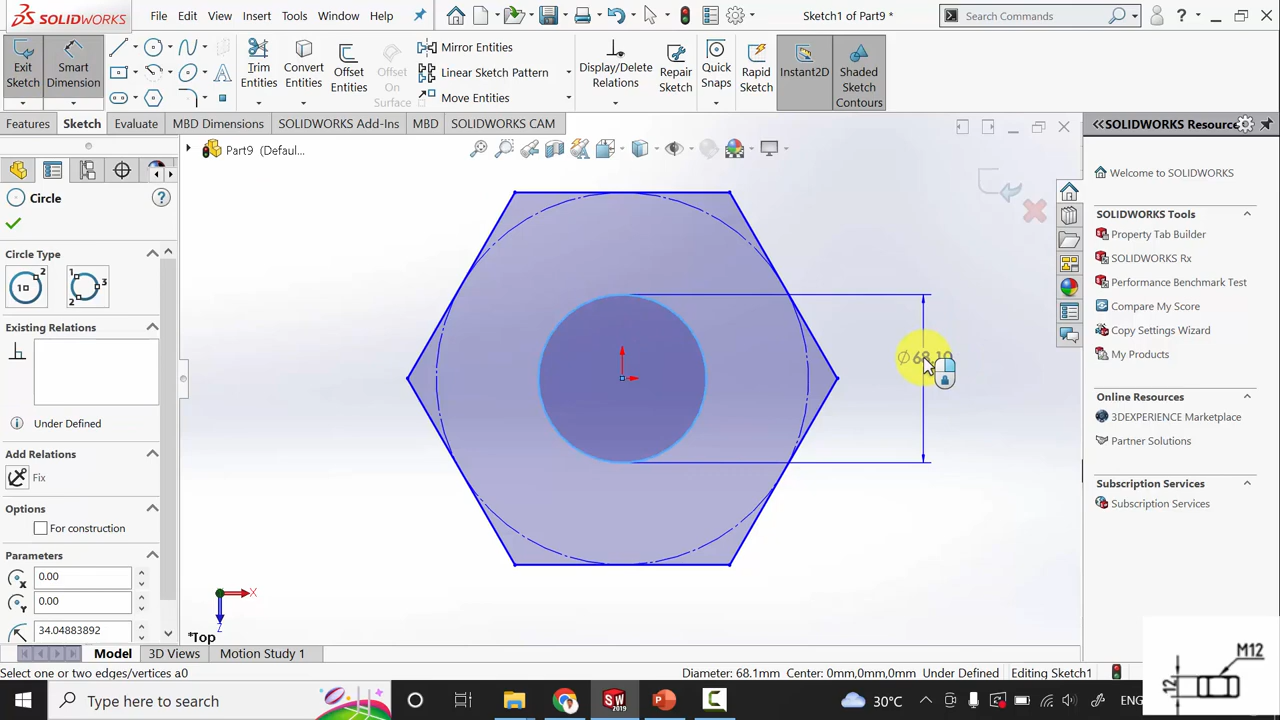 SOLIDWORKS
File Edit View Insert Tools Window Help
Sketch1 of Part9 *
Search Commands
Exit Sketch
Smart Dimension
Trim Entities
Convert Entities
Offset Entities
Offset On Surface
Mirror Entities
Linear Sketch Pattern
Move Entities
Display/Delete Relations
Repair Sketch
Quick Snaps
Rapid Sketch
Instant2D
Shaded Sketch Contours
Features Sketch Evaluate MBD Dimensions SOLIDWORKS Add-Ins MBD SOLIDWORKS CAM
SOLIDWORKS Resourc
Part9 (Defaul...
Circle
Circle Type
Existing Relations
Under Defined
Add Relations
Fix
Options
For construction
Parameters
0.00
0.00
34.04883892
Ø68.10
X
Z
*Top
Welcome to SOLIDWORKS
SOLIDWORKS Tools
Property Tab Builder
SOLIDWORKS Rx
Performance Benchmark Test
Compare My Score
Copy Settings Wizard
My Products
Online Resources
3DEXPERIENCE Marketplace
Partner Solutions
Subscription Services
Subscription Services
Model 3D Views Motion Study 1
Select one or two edges/vertices a0
Diameter: 68.1mm Center: 0mm,0mm,0mm Under Defined Editing Sketch1
M12
12
Type here to search
SW 2019
30°C
ENG